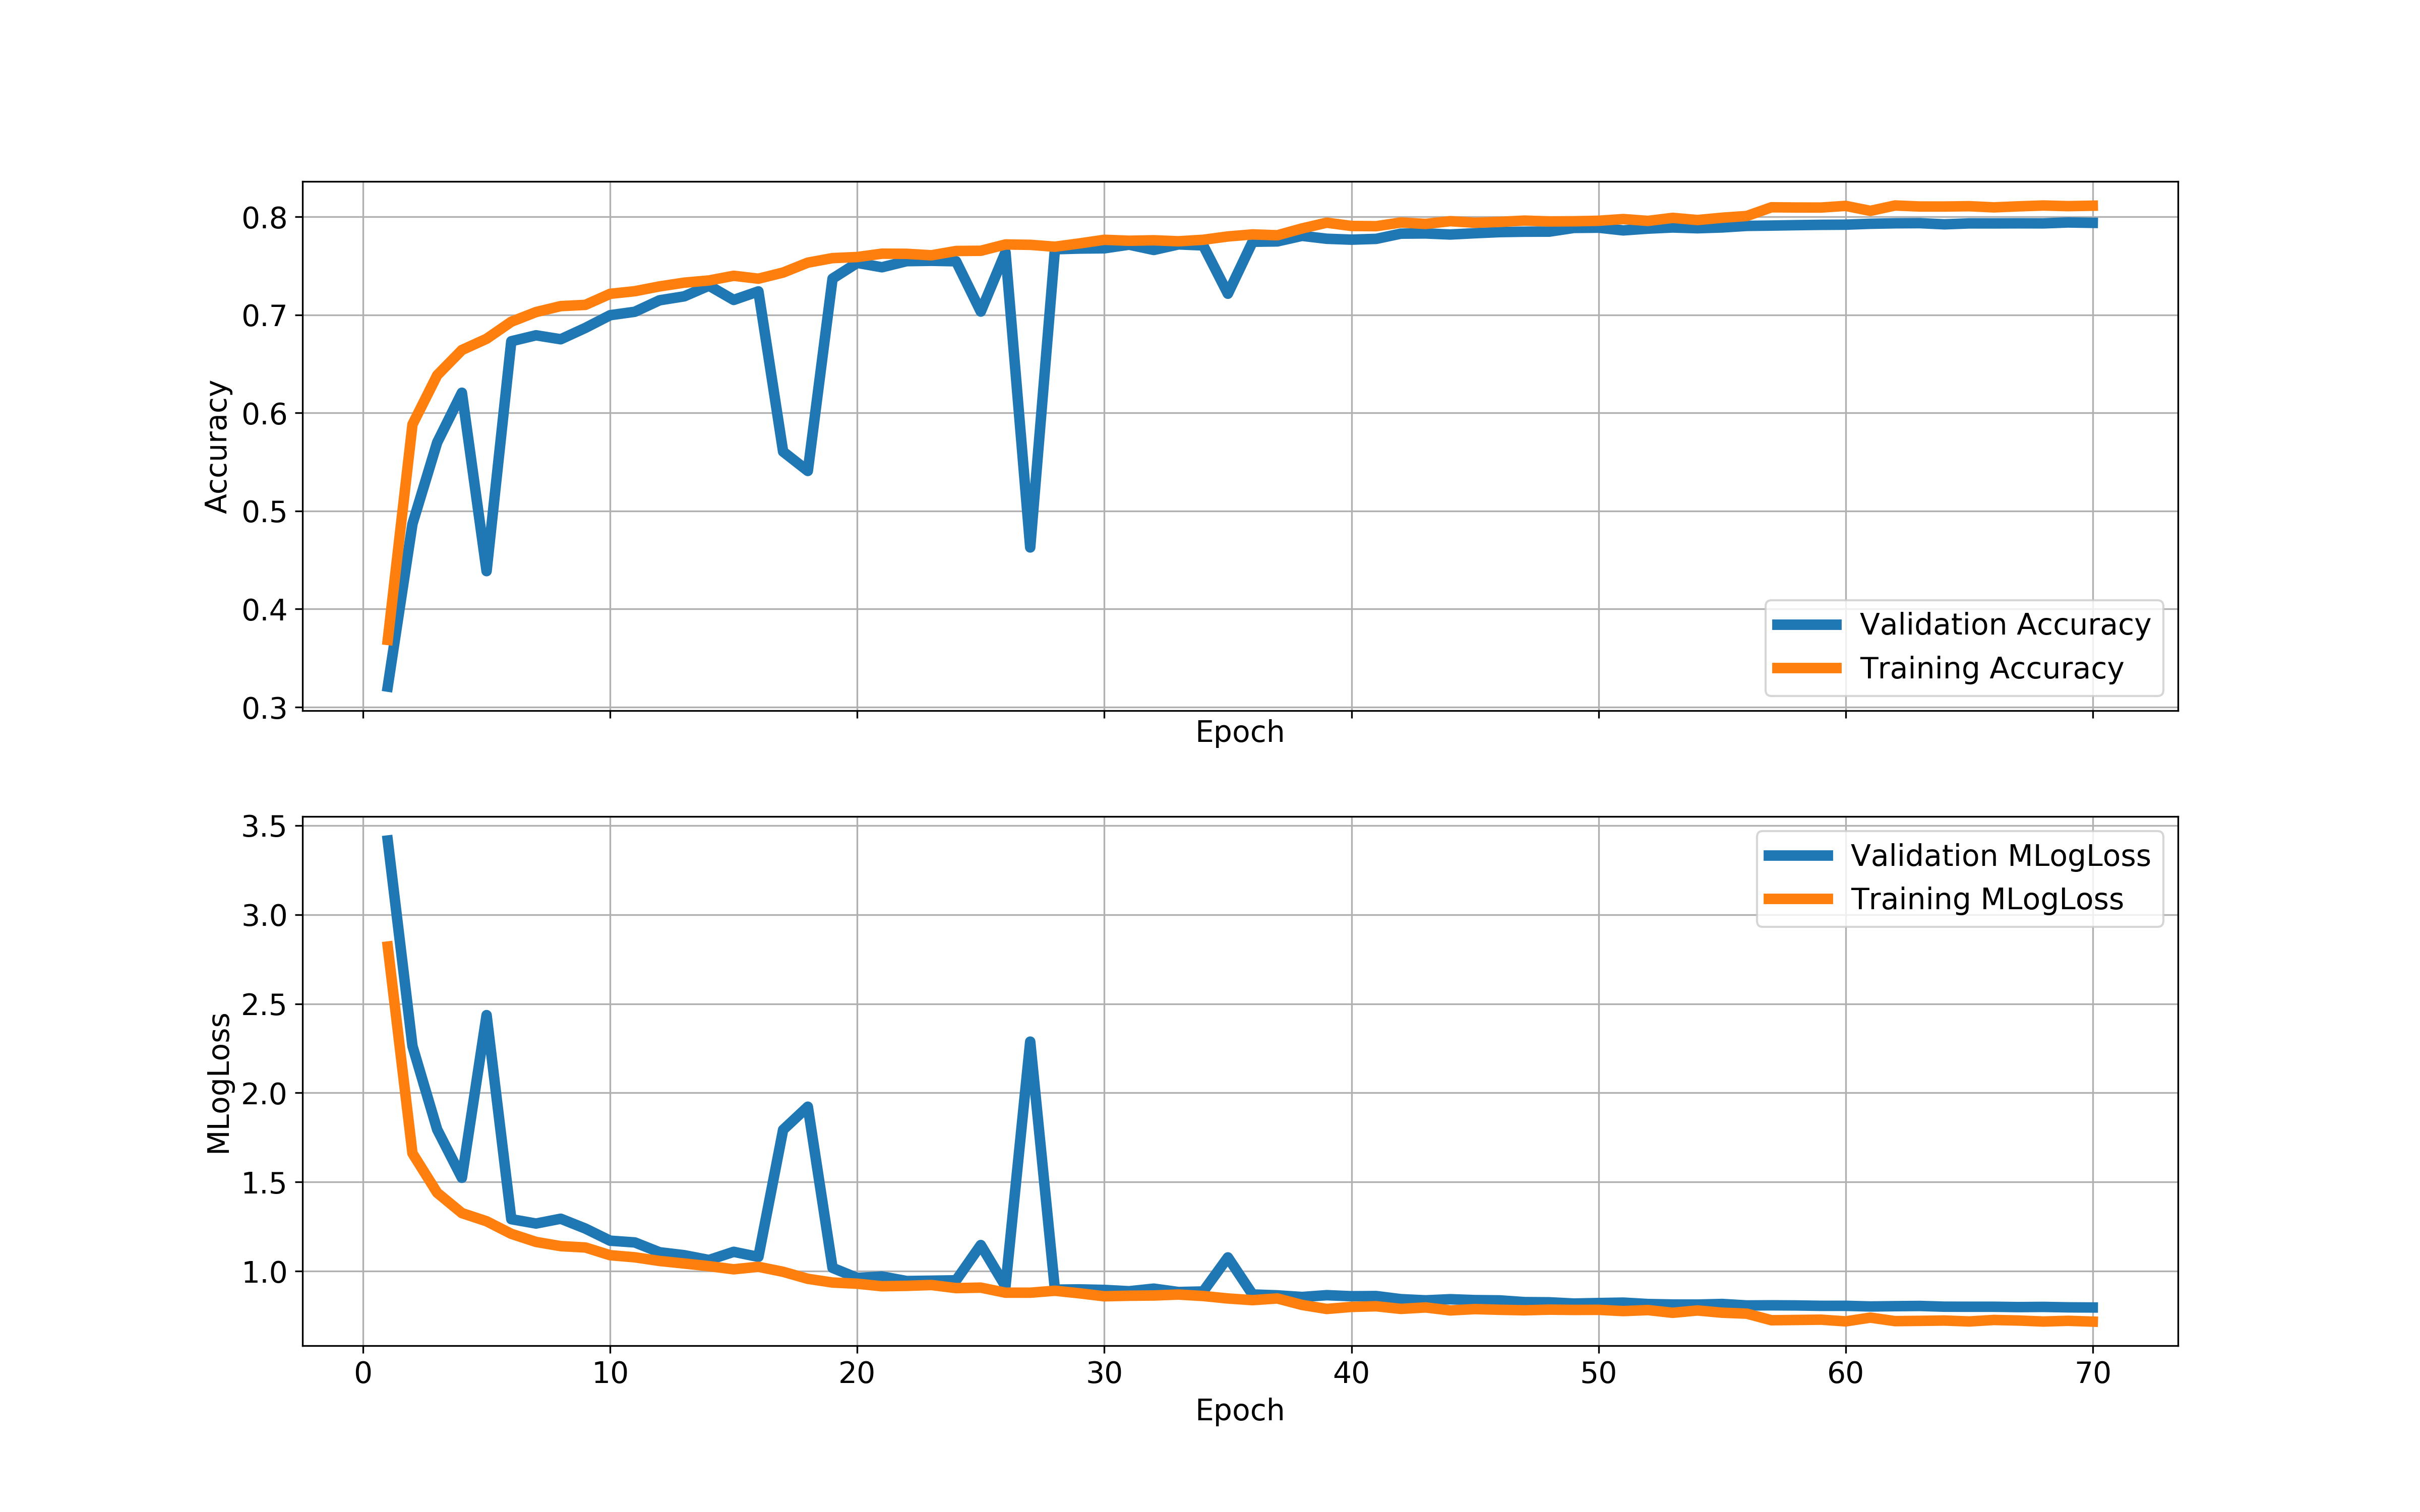 0.8
0.7
0.6
0.5
0.4
0.3
Accuracy
Epoch
Validation Accuracy
Training Accuracy
3.5
3.0
2.5
2.0
1.5
1.0
MLogLoss
Validation MLogLoss
Training MLogLoss
0 10 20 30 40 50 60 70
Epoch